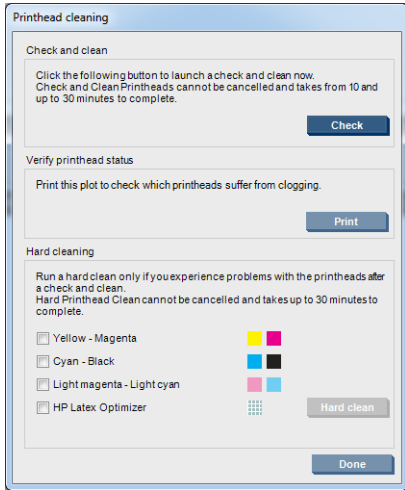 Printhead cleaning
Check and clean
Click the following button to launch a check and clean now.
Check and Clean Printheads cannot be cancelled and takes from 10 and
up to 30 minutes to complete.
Check
Verify printhead status
Print this plot to check which printheads suffer from clogging.
Print
Hard cleaning
Run a hard clean only if you experience problems with the printheads after
a check and clean.
Hard Printhead Clean cannot be cancelled and takes up to 30 minutes to
complete.
Yellow - Magenta
Cyan - Black
Light magenta - Light cyan
HP Latex Optimizer
Hard clean
Done